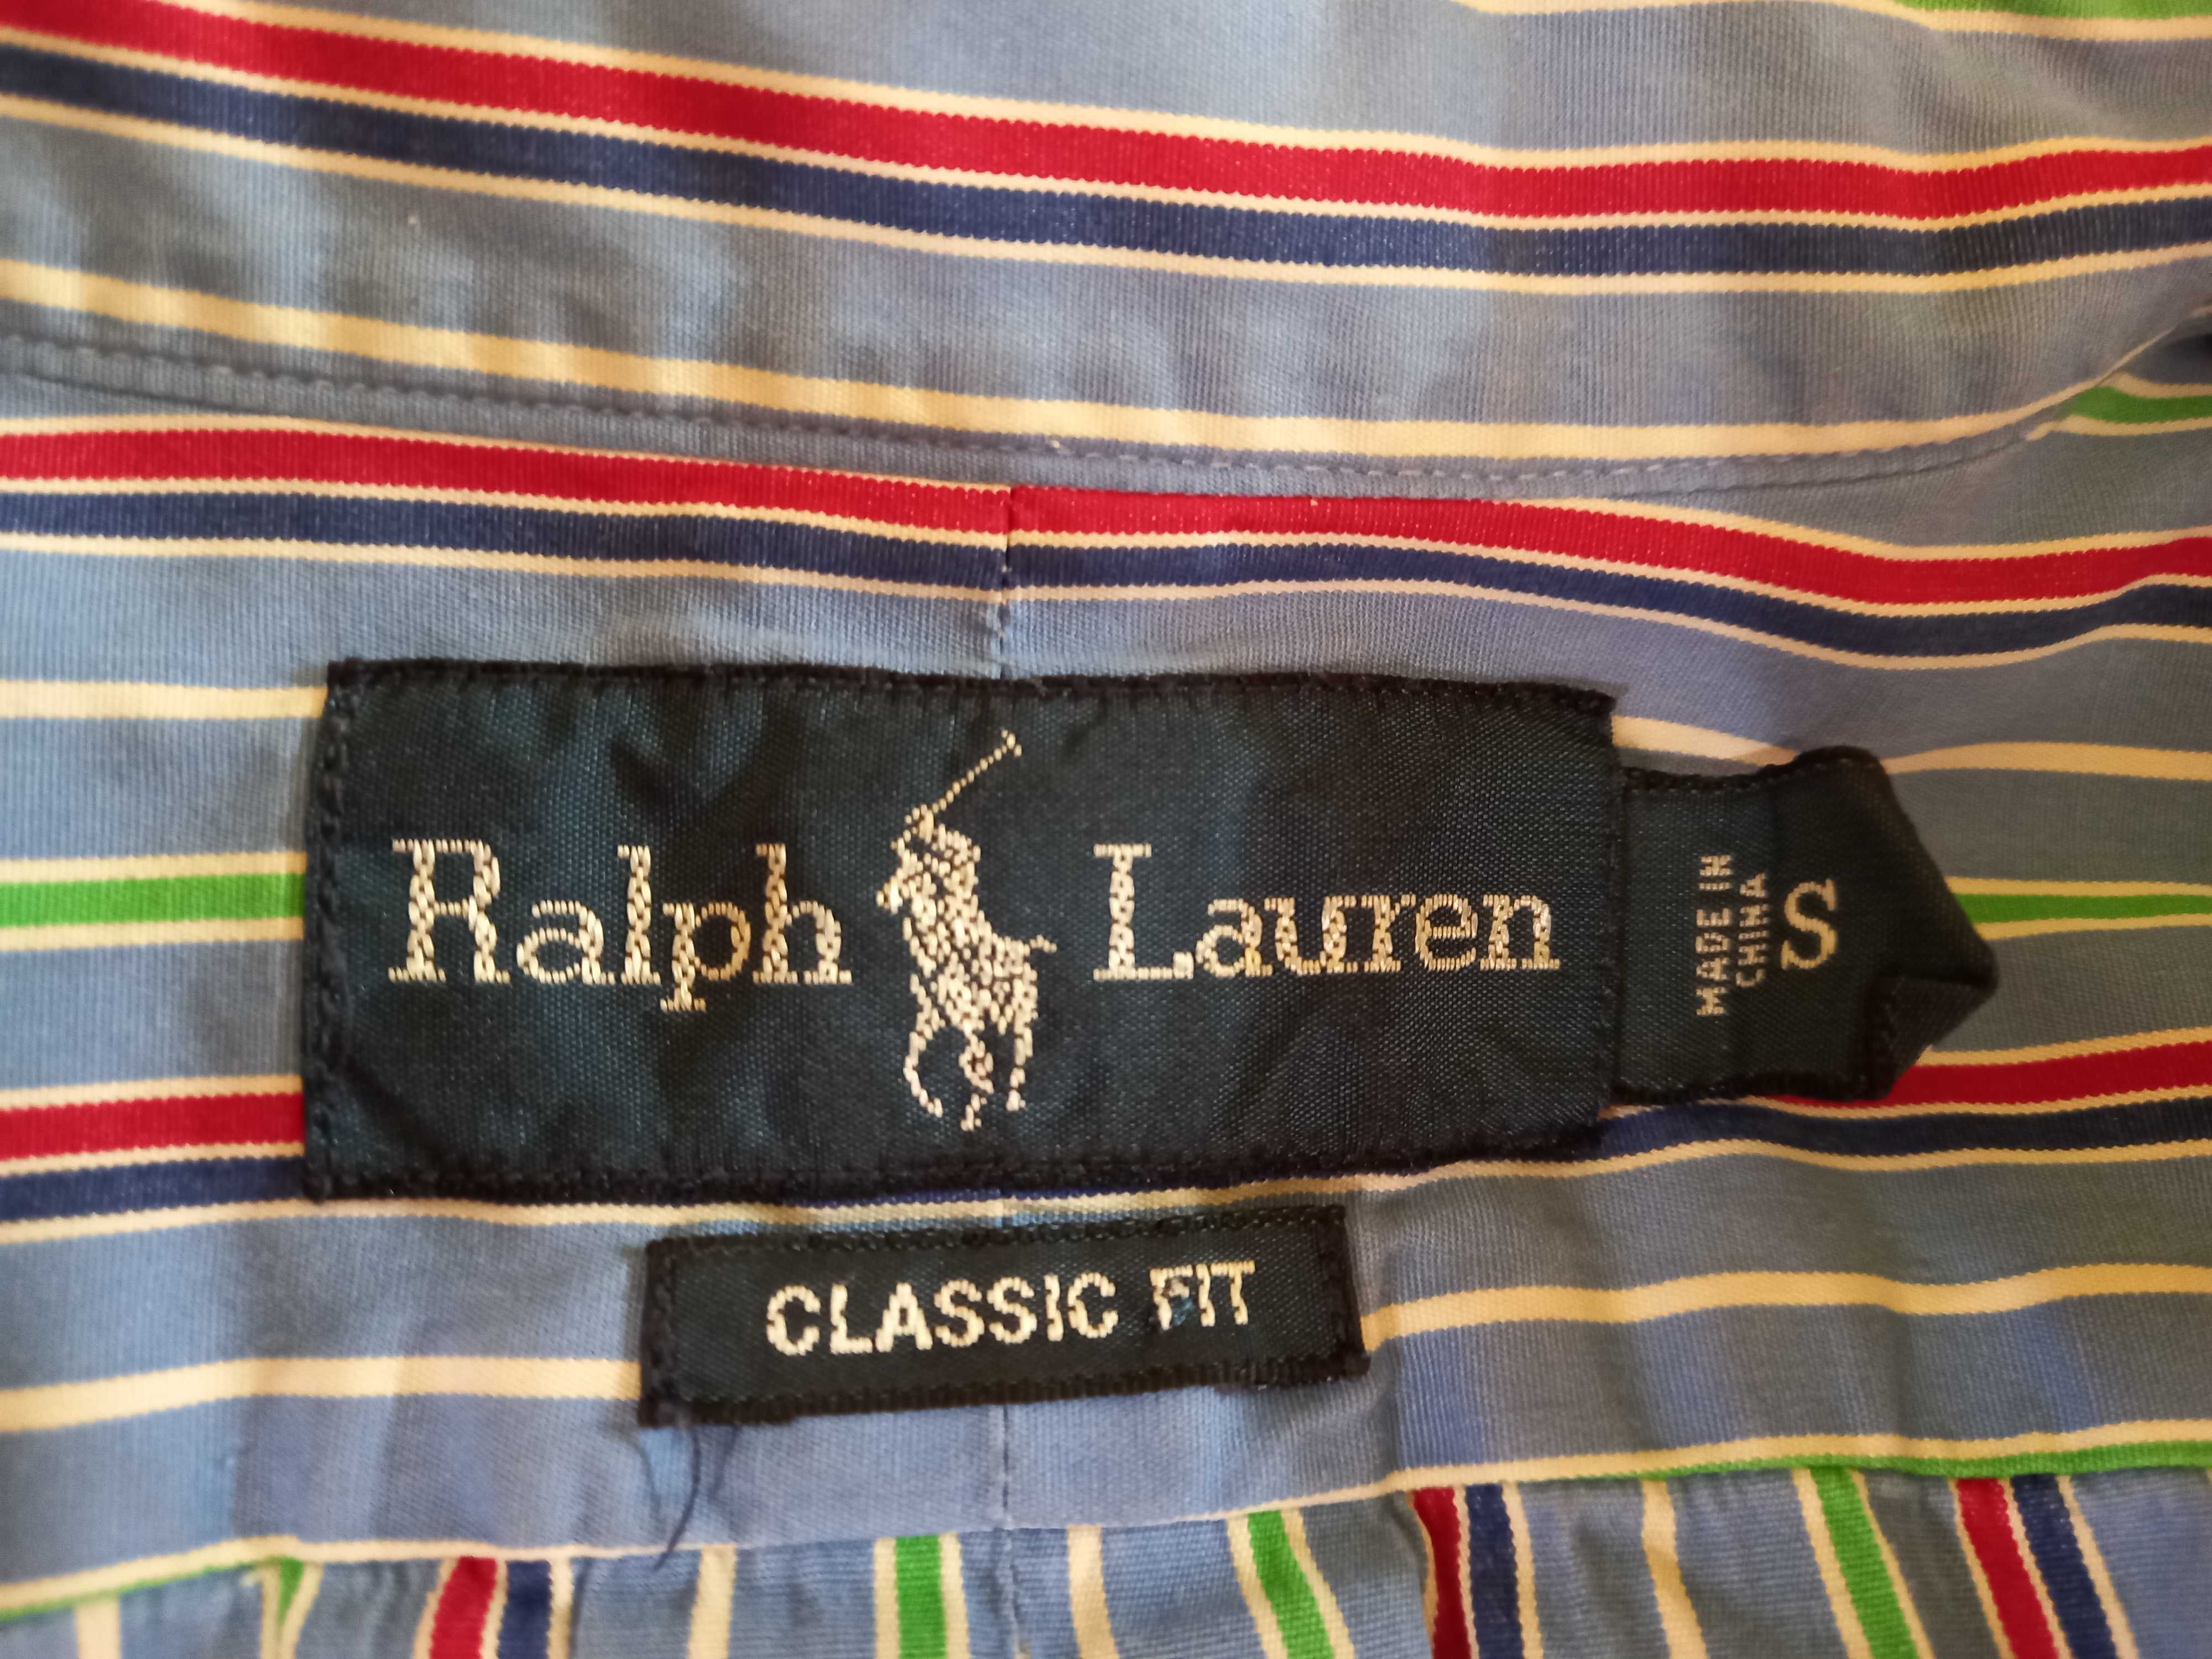 Ralph Lauren
MADE IN
CHINA
S
CLASSIC FIT